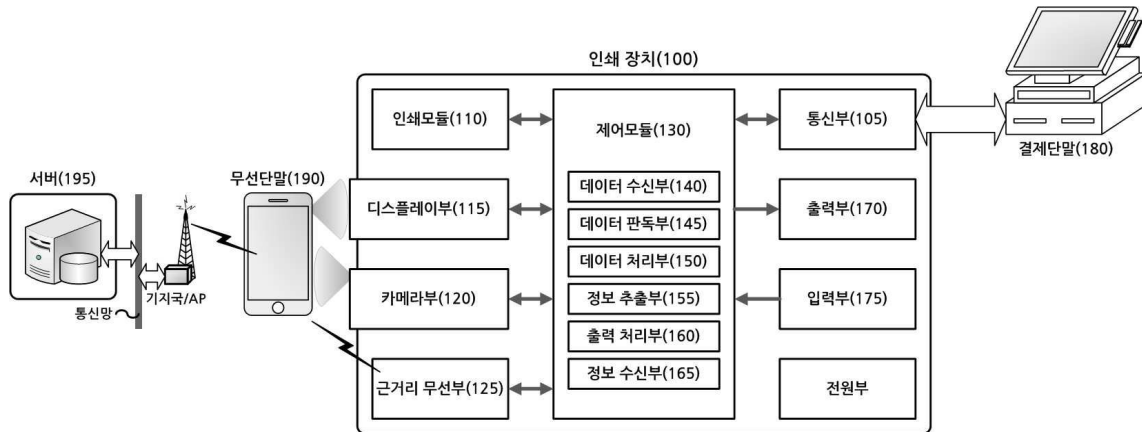 인쇄 장치(100)
인쇄모듈(110)
제어모듈(130)
통신부(105)
결제단말(180)
서버(195)
무선단말(190)
디스플레이부(115)
데이터 수신부(140)
출력부(170)
데이터 판독부(145)
데이터 처리부(150)
기지국/AP
통신망
카메라부(120)
정보 추출부(155)
입력부(175)
출력 처리부(160)
정보 수신부(165)
근거리 무선부(125)
전원부